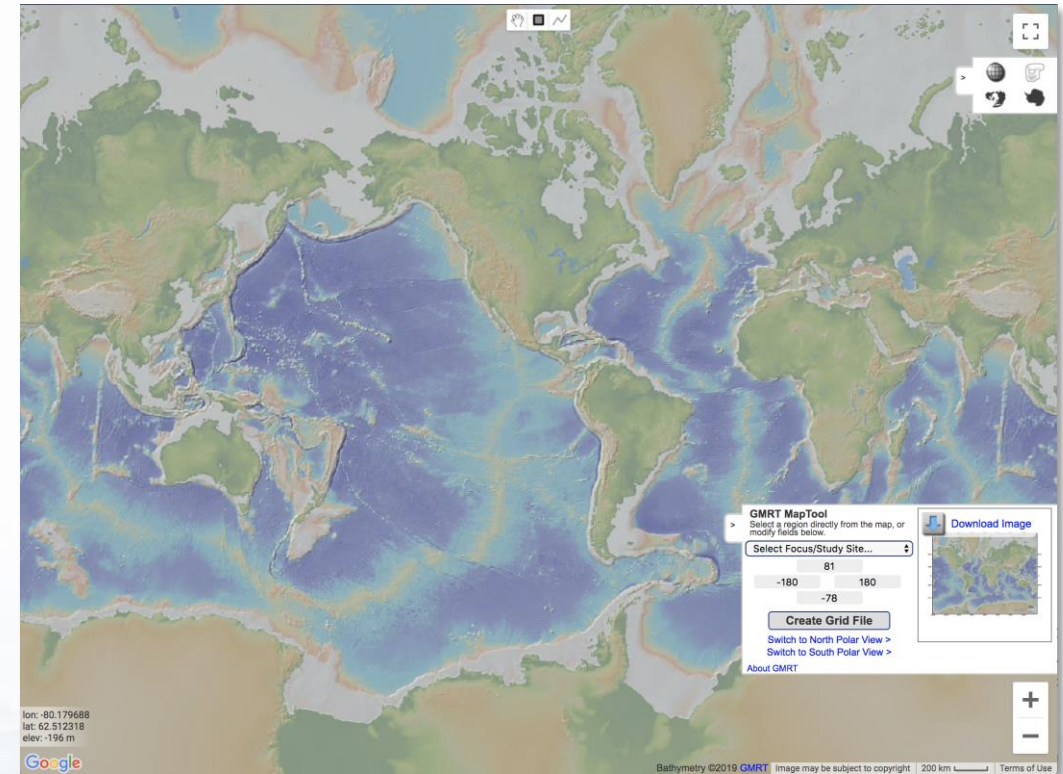 >
>
GMRT MapTool
Select a region directly from the map, or
modify fields below.
Select Focus/Study Site...
81
-180 180
-78
Create Grid File
Switch to North Polar View >
Switch to South Polar View >
About GMRT
Download Image
lon: -80.179688
lat: 62.512318
elev: -196 m
Google
+
−
Bathymetry ©2019 GMRT Image may be subject to copyright 200 km Terms of Use